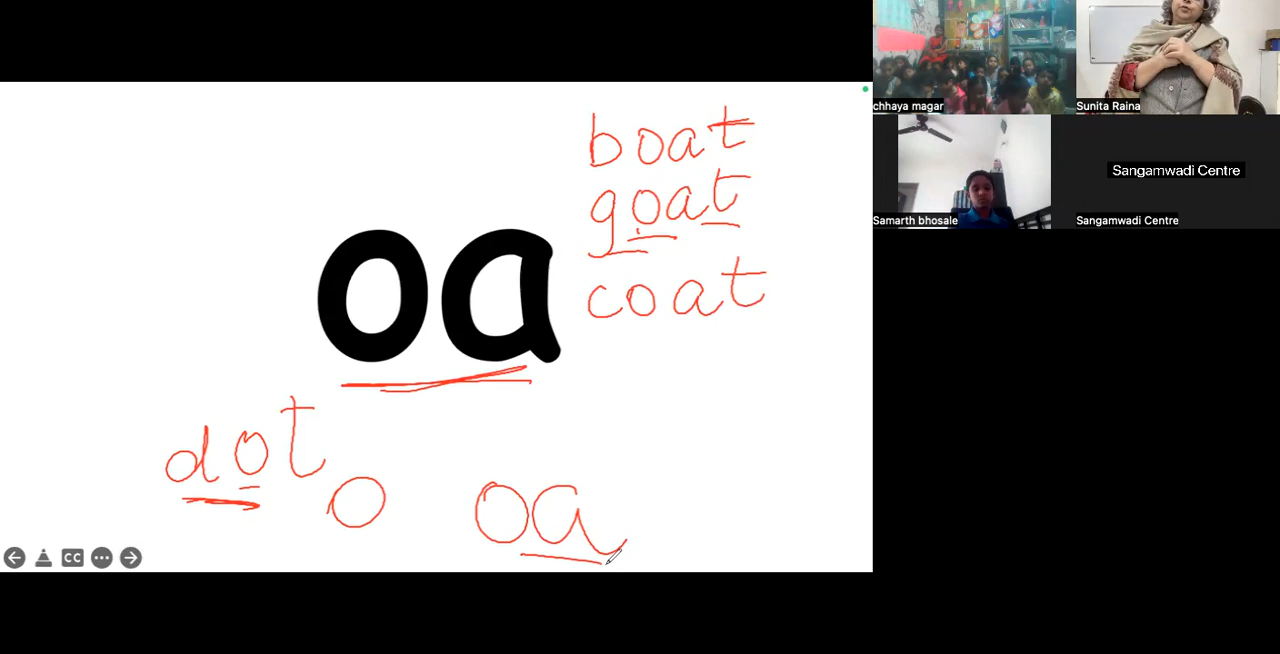 boat
goat
coat
oa
dot
o
oa
CC
chhaya magar
Sunita Raina
Samarth bhosale
Sangamwadi Centre
Sangamwadi Centre